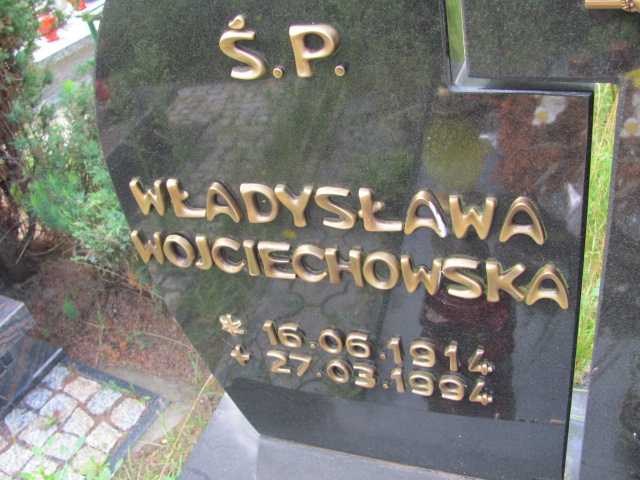 Ś.P.
WŁADYSŁAWA
WOJCIECHOWSKA
* 16.06.1914
+ 27.03.1994